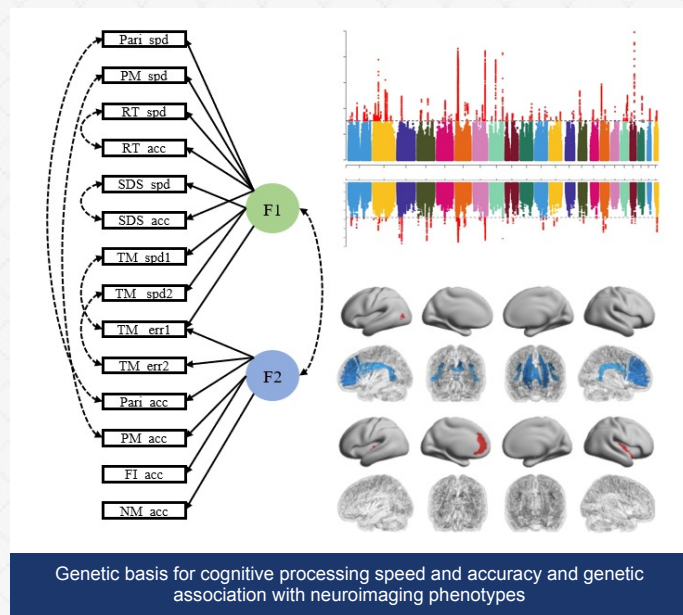 Pari_spd
PM_spd
RT_spd
RT_acc
SDS_spd
SDS_acc
TM_spd1
TM_spd2
TM_err1
TM_err2
Pari_acc
PM_acc
FI_acc
NM_acc
F1
F2
Genetic basis for cognitive processing speed and accuracy and genetic
association with neuroimaging phenotypes